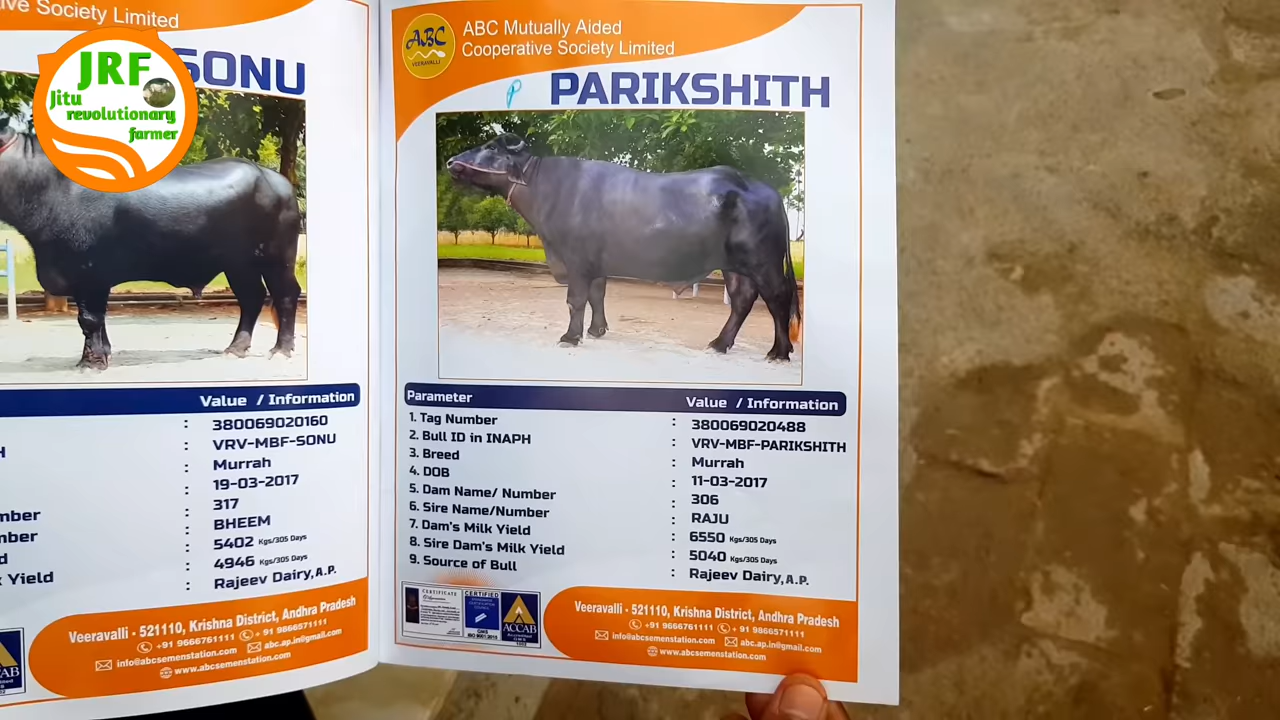 ve Society Limited
SONU
JRF
Jitu
revolutionary
farmer
Value / Information
: 380069020160
: VRV-MBF-SONU
: Murrah
: 19-03-2017
: 317
mber : BHEEM
mber : 5402 Kgs/305 Days
d : 4946 Kgs/305 Days
Yield : Rajeev Dairy, A.P.
Veeravalli - 521110, Krishna District, Andhra Pradesh
+91 9666761111 + 91 9866571111
info@abcsemenstation.com abc.ap.in@gmail.com
www.abcsemenstation.com
ABC
VEERAVALLI
ABC Mutually Aided
Cooperative Society Limited
PARIKSHITH
Parameter Value / Information
1. Tag Number : 380069020488
2. Bull ID in INAPH : VRV-MBF-PARIKSHITH
3. Breed : Murrah
4. DOB : 11-03-2017
5. Dam Name/ Number : 306
6. Sire Name/Number : RAJU
7. Dam's Milk Yield : 6550 Kgs/305 Days
8. Sire Dam's Milk Yield : 5040 Kgs/305 Days
9. Source of Bull : Rajeev Dairy, A.P.
CERTIFICATE
CERTIFIED
QMS
ISO 9001:2015
ACCAB
Accredited
Veeravalli - 521110, Krishna District, Andhra Pradesh
+91 9666761111 + 91 9866571111
info@abcsemenstation.com abc.ap.in@gmail.com
www.abcsemenstation.com